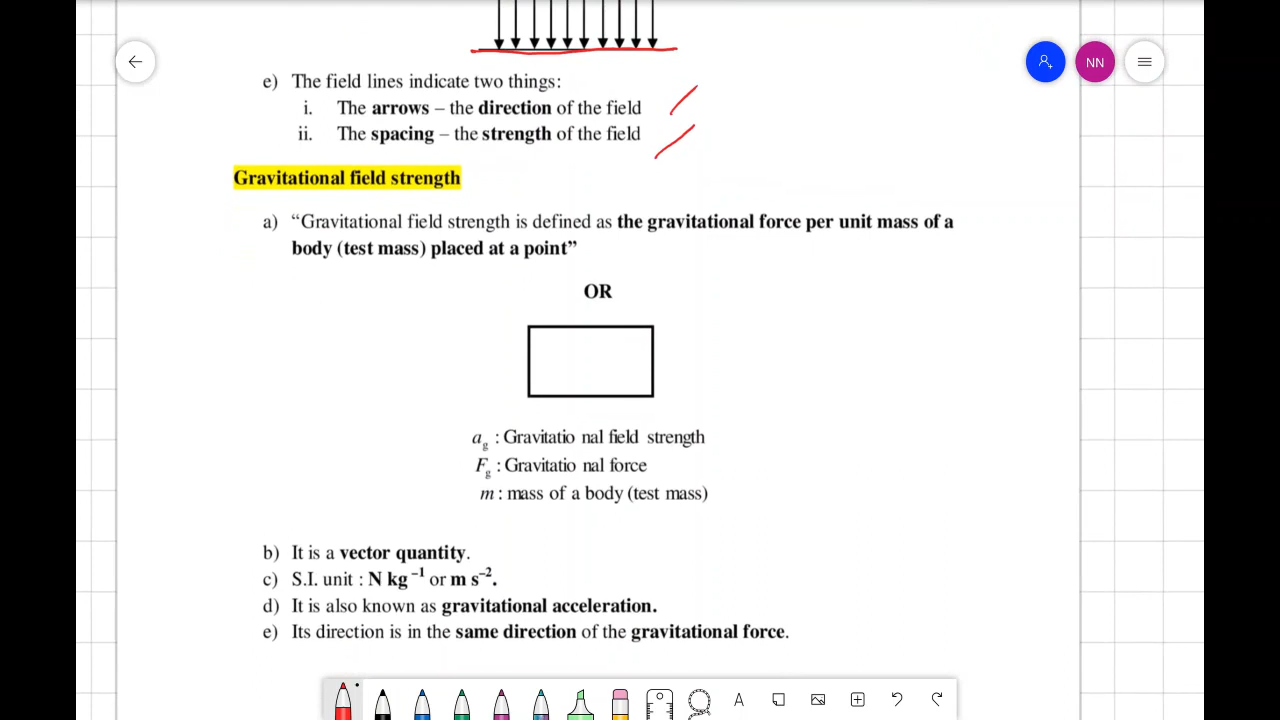 NN
e) The field lines indicate two things:
i. The arrows – the direction of the field
ii. The spacing – the strength of the field
Gravitational field strength
a) “Gravitational field strength is defined as the gravitational force per unit mass of a
body (test mass) placed at a point”
OR
a_g : Gravitatio nal field strength
F_g : Gravitatio nal force
m : mass of a body (test mass)
b) It is a vector quantity.
c) S.I. unit : N kg⁻¹ or m s⁻².
d) It is also known as gravitational acceleration.
e) Its direction is in the same direction of the gravitational force.
A